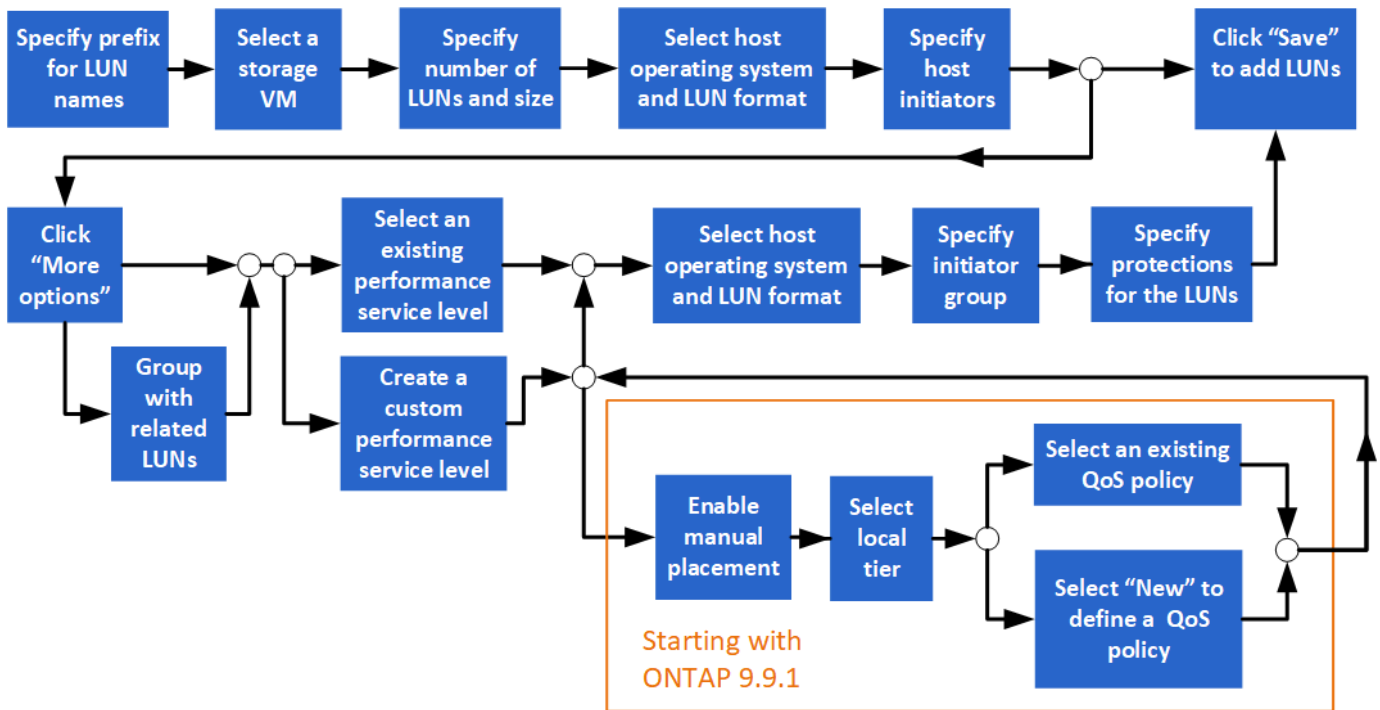 Specify prefix
for LUN
names
Select a
storage
VM
Specify
number of
LUNs and size
Select host
operating system
and LUN format
Specify
host
initiators
Click “Save”
to add LUNs
Click
“More
options”
Group
with
related
LUNs
Select an
existing
performance
service level
Create a
custom
performance
service level
Select host
operating system
and LUN format
Specify
initiator
group
Specify
protections
for the LUNs
Enable
manual
placement
Select
local
tier
Select an existing
QoS policy
Select “New” to
define a QoS
policy
Starting with
ONTAP 9.9.1